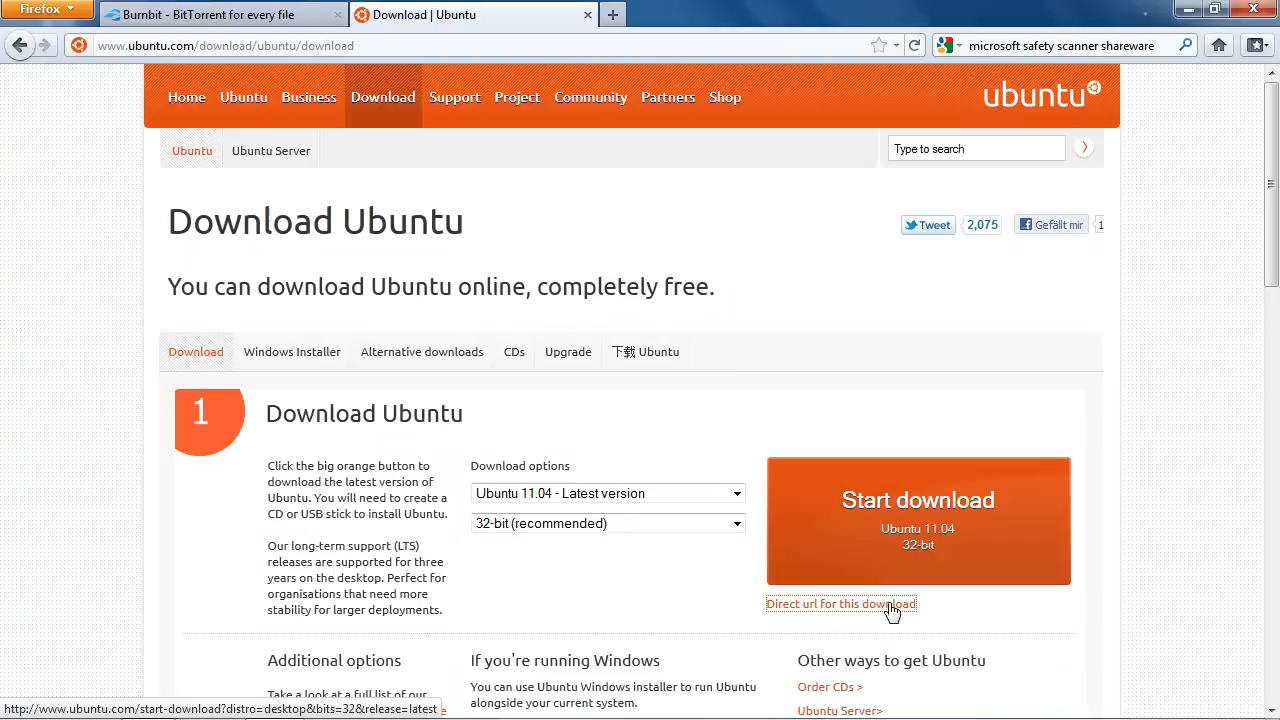 Firefox
Burnbit - BitTorrent for every file
Download | Ubuntu
www.ubuntu.com/download/ubuntu/download
microsoft safety scanner shareware
Home Ubuntu Business Download Support Project Community Partners Shop
ubuntu
Ubuntu Ubuntu Server
Type to search
Download Ubuntu
Tweet 2,075 Gefällt mir 1
You can download Ubuntu online, completely free.
Download Windows Installer Alternative downloads CDs Upgrade 下载 Ubuntu
1
Download Ubuntu
Click the big orange button to
download the latest version of
Ubuntu. You will need to create a
CD or USB stick to install Ubuntu.
Our long-term support (LTS)
releases are supported for three
years on the desktop. Perfect for
organisations that need more
stability for larger deployments.
Download options
Ubuntu 11.04 - Latest version
32-bit (recommended)
Start download
Ubuntu 11.04
32-bit
Direct url for this download
Additional options
Take a look at a full list of our
If you're running Windows
You can use Ubuntu Windows installer to run Ubuntu
alongside your current system.
Other ways to get Ubuntu
Order CDs >
Ubuntu Server>
http://www.ubuntu.com/start-download?distro=desktop&bits=32&release=latest